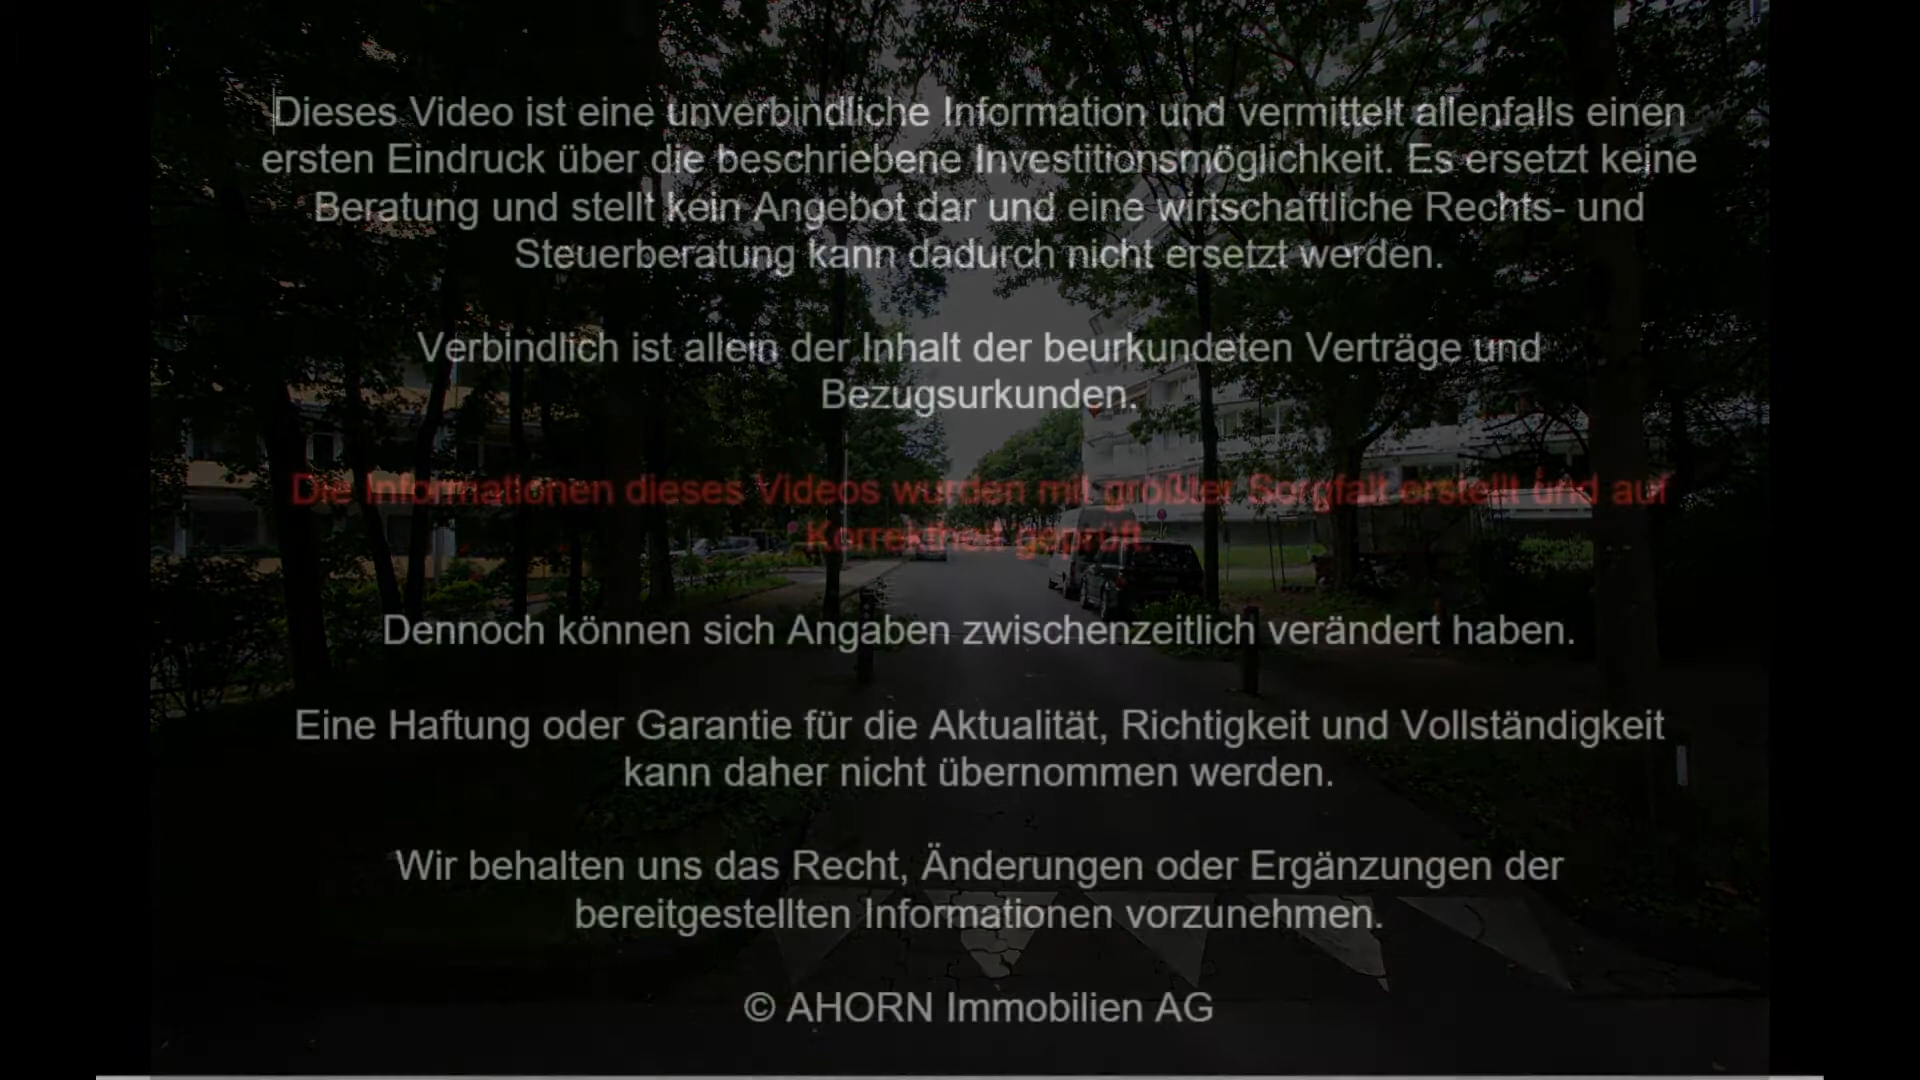 Dieses Video ist eine unverbindliche Information und vermittelt allenfalls einen
ersten Eindruck über die beschriebene Investitionsmöglichkeit. Es ersetzt keine
Beratung und stellt kein Angebot dar und eine wirtschaftliche Rechts- und
Steuerberatung kann dadurch nicht ersetzt werden.
Verbindlich ist allein der Inhalt der beurkundeten Verträge und
Bezugsurkunden.
Die Informationen dieses Videos wurden mit größter Sorgfalt erstellt und auf
Korrektheit geprüft.
Dennoch können sich Angaben zwischenzeitlich verändert haben.
Eine Haftung oder Garantie für die Aktualität, Richtigkeit und Vollständigkeit
kann daher nicht übernommen werden.
Wir behalten uns das Recht, Änderungen oder Ergänzungen der
bereitgestellten Informationen vorzunehmen.
© AHORN Immobilien AG